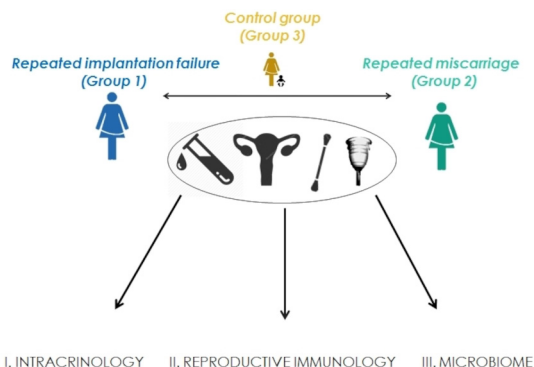 Control group
(Group 3)
Repeated implantation failure
(Group 1)
Repeated miscarriage
(Group 2)
I. INTRACRINOLOGY
II. REPRODUCTIVE IMMUNOLOGY
III. MICROBIOME